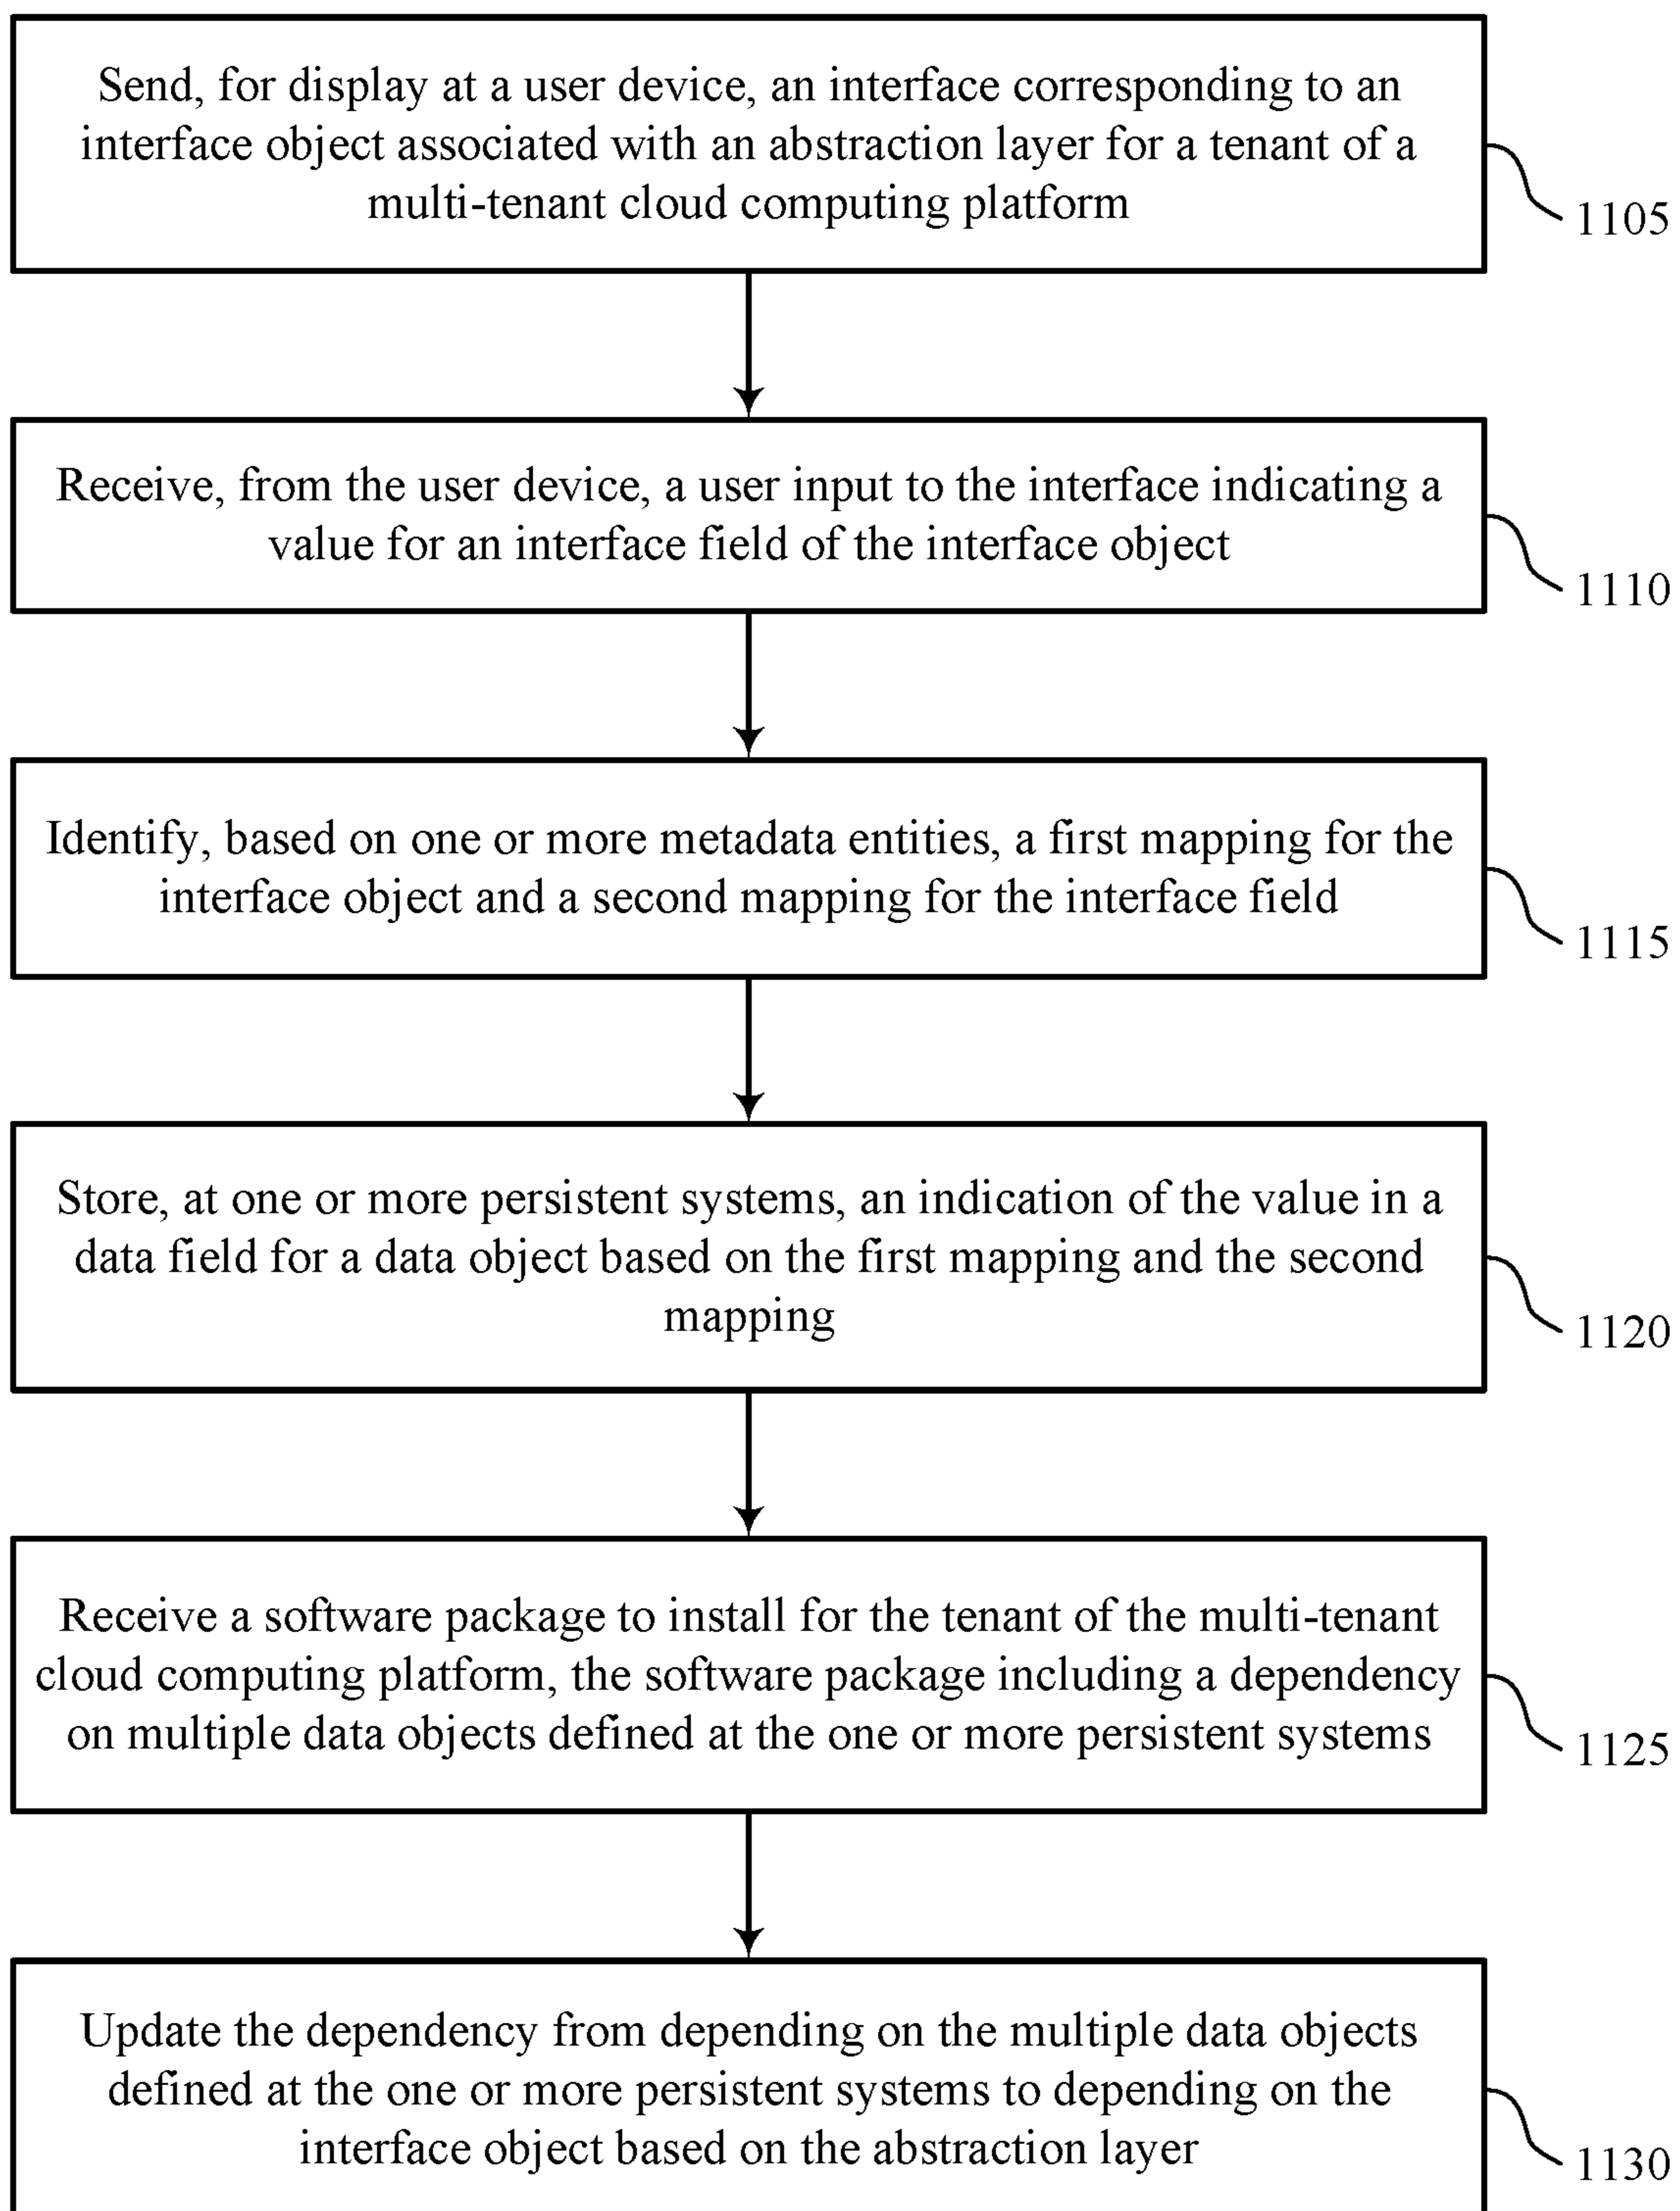 Send, for display at a user device, an interface corresponding to an
interface object associated with an abstraction layer for a tenant of a
multi-tenant cloud computing platform
1105
Receive, from the user device, a user input to the interface indicating a
value for an interface field of the interface object
1110
Identify, based on one or more metadata entities, a first mapping for the
interface object and a second mapping for the interface field
1115
Store, at one or more persistent systems, an indication of the value in a
data field for a data object based on the first mapping and the second
mapping
1120
Receive a software package to install for the tenant of the multi-tenant
cloud computing platform, the software package including a dependency
on multiple data objects defined at the one or more persistent systems
1125
Update the dependency from depending on the multiple data objects
defined at the one or more persistent systems to depending on the
interface object based on the abstraction layer
1130